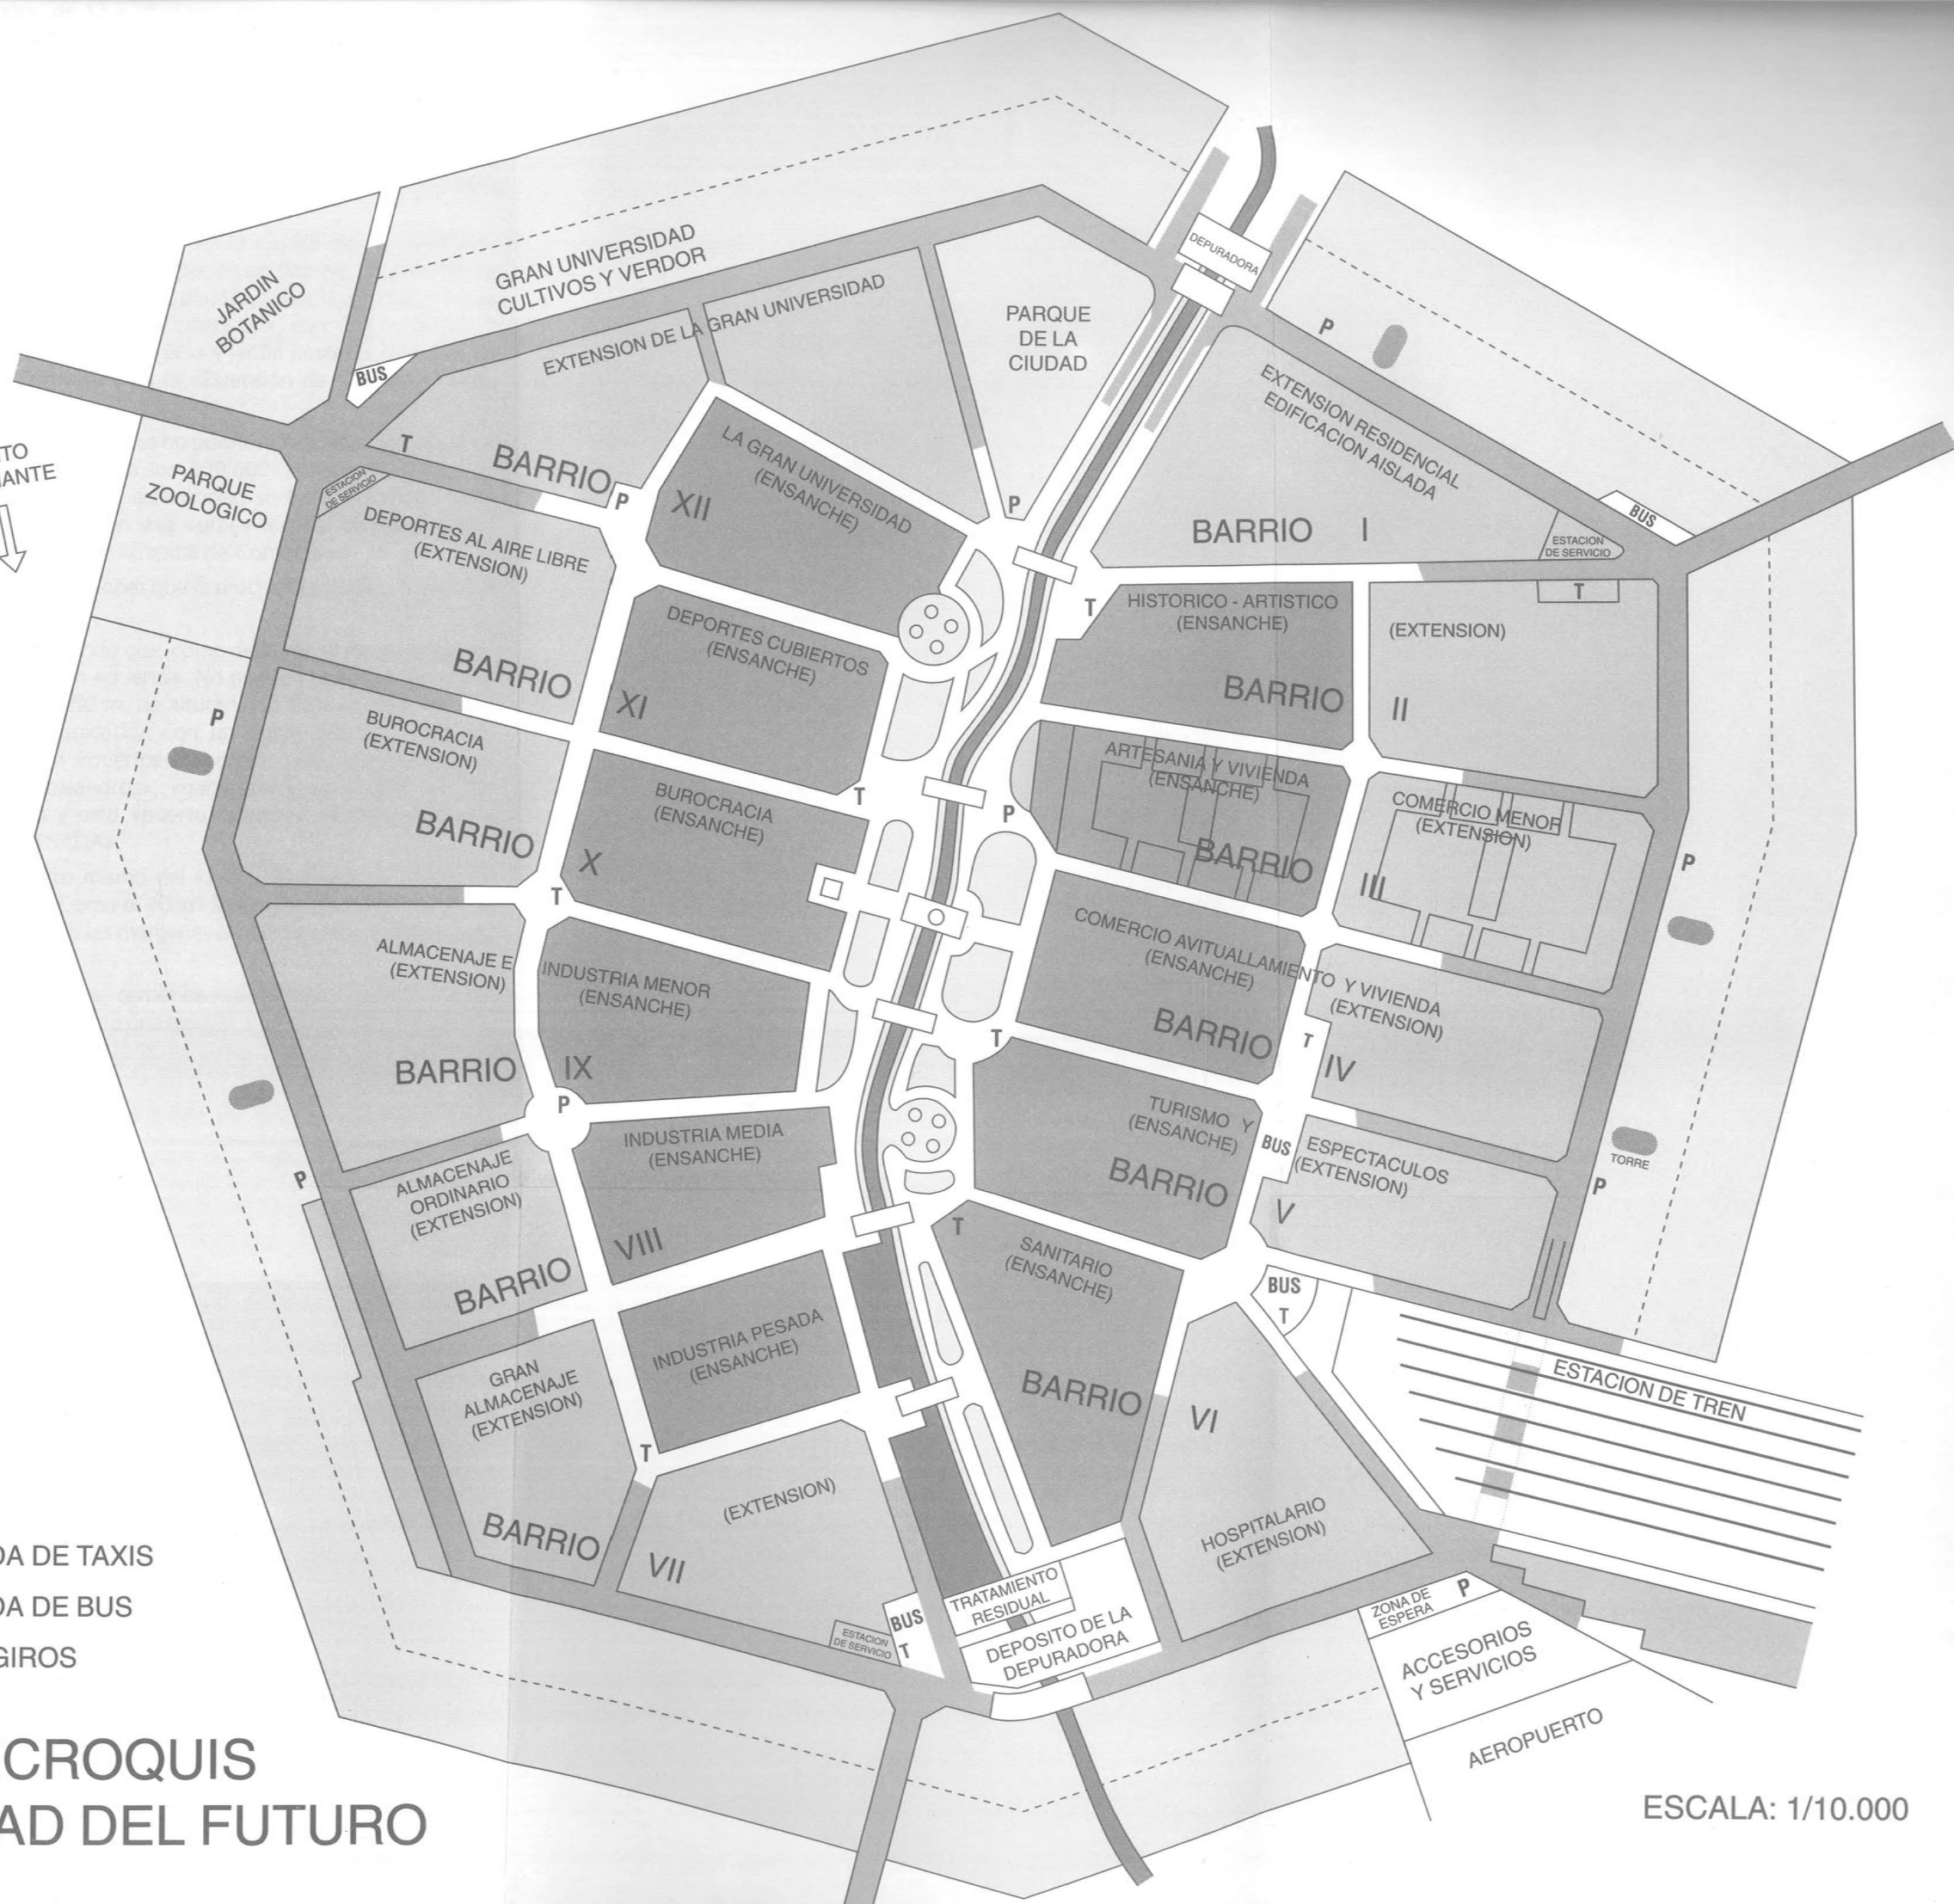 JARDIN
BOTANICO
GRAN UNIVERSIDAD
CULTIVOS Y VERDOR
EXTENSION DE LA GRAN UNIVERSIDAD
PARQUE
DE LA
CIUDAD
DEPURADORA
P
BUS
T
ESTACION
DE SERVICIO
BARRIO
P
XII
LA GRAN UNIVERSIDAD
(ENSANCHE)
P
EXTENSION RESIDENCIAL
EDIFICACION AISLADA
BARRIO I
ESTACION
DE SERVICIO
BUS
PARQUE
ZOOLOGICO
DEPORTES AL AIRE LIBRE
(EXTENSION)
BARRIO
XI
DEPORTES CUBIERTOS
(ENSANCHE)
T
HISTORICO - ARTISTICO
(ENSANCHE)
BARRIO
T
(EXTENSION)
II
P
BUROCRACIA
(EXTENSION)
BARRIO
X
BUROCRACIA
(ENSANCHE)
T
P
ARTESANIA Y VIVIENDA
(ENSANCHE)
BARRIO
COMERCIO MENOR
(EXTENSION)
III
P
T
ALMACENAJE E
(EXTENSION)
INDUSTRIA MENOR
(ENSANCHE)
BARRIO
IX
P
COMERCIO AVITUALLAMIENTO Y VIVIENDA
(ENSANCHE)
(EXTENSION)
BARRIO
T
T
IV
ALMACENAJE
ORDINARIO
(EXTENSION)
P
BARRIO
INDUSTRIA MEDIA
(ENSANCHE)
VIII
TURISMO Y
(ENSANCHE)
BARRIO
BUS
ESPECTACULOS
(EXTENSION)
V
TORRE
P
GRAN
ALMACENAJE
(EXTENSION)
BARRIO
INDUSTRIA PESADA
(ENSANCHE)
T
(EXTENSION)
VII
T
SANITARIO
(ENSANCHE)
BARRIO
VI
BUS
T
ESTACION DE TREN
HOSPITALARIO
(EXTENSION)
ESTACION
DE SERVICIO
BUS
T
TRATAMIENTO
RESIDUAL
DEPOSITO DE LA
DEPURADORA
ZONA DE
ESPERA
P
ACCESORIOS
Y SERVICIOS
AEROPUERTO
TO
ANTE
DA DE TAXIS
DA DE BUS
GIROS
CROQUIS
AD DEL FUTURO
ESCALA: 1/10.000